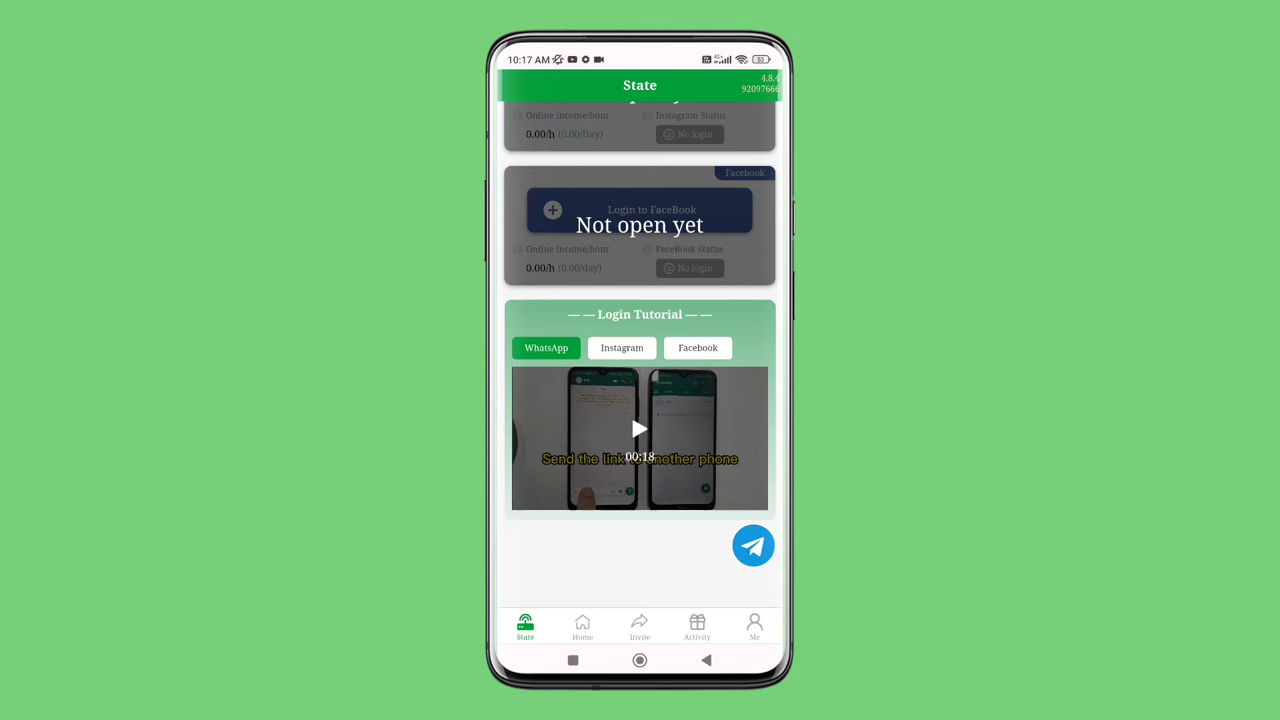 10:17 AM
53
State
4.8.4
92097666
Online income/hour
Instagram Status
0.00/h (0.00/Day)
No login
Facebook
Login to FaceBook
Not open yet
Online income/hour
FaceBook Status
0.00/h (0.00/day)
No login
— — Login Tutorial — —
WhatsApp
Instagram
Facebook
Send the link to another phone
00:18
State
Home
Invite
Activity
Me